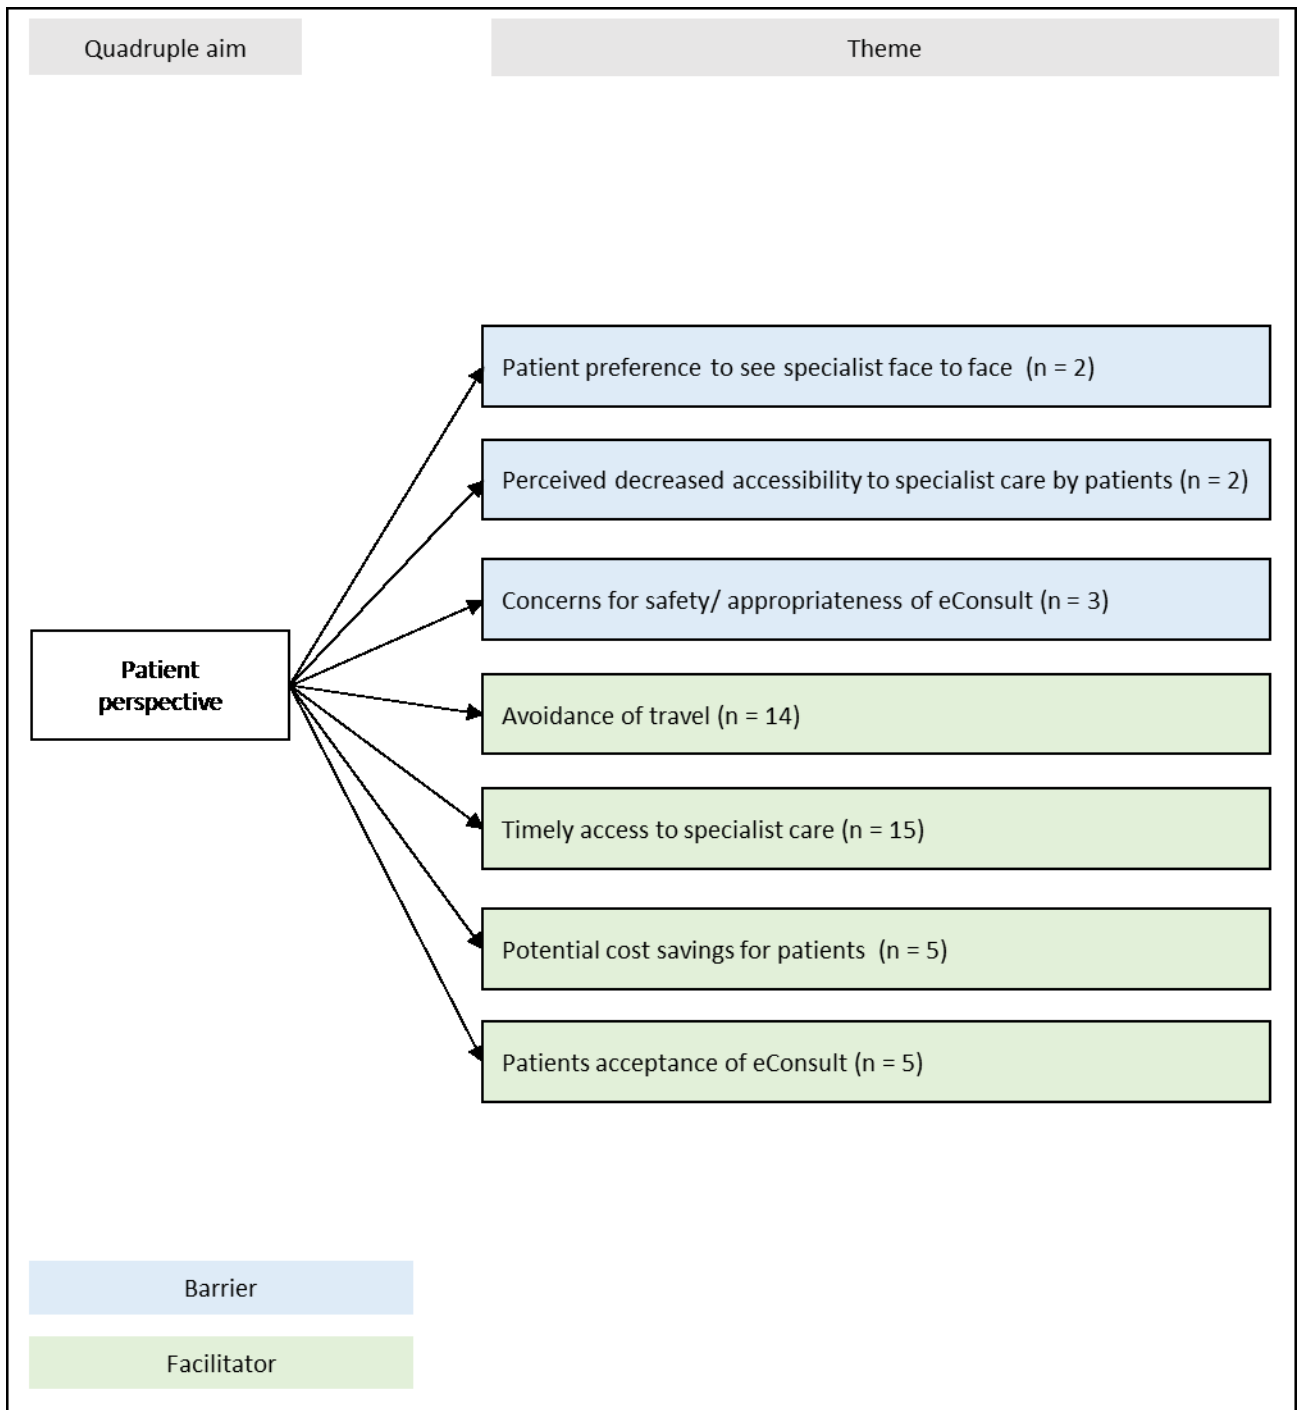 Quadruple aim
Theme
Patient preference to see specialist face to face (n = 2)
Perceived decreased accessibility to specialist care by patients (n = 2)
Concerns for safety/ appropriateness of eConsult (n = 3)
Patient
perspective
Avoidance of travel (n = 14)
Timely access to specialist care (n = 15)
Potential cost savings for patients (n = 5)
Patients acceptance of eConsult (n = 5)
Barrier
Facilitator